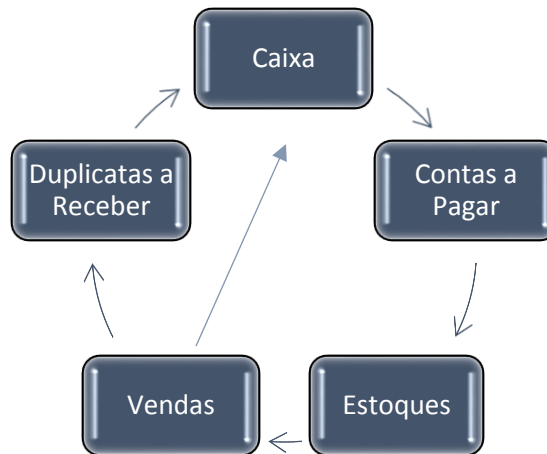 Caixa
Duplicatas a
Receber
Contas a
Pagar
Vendas
Estoques